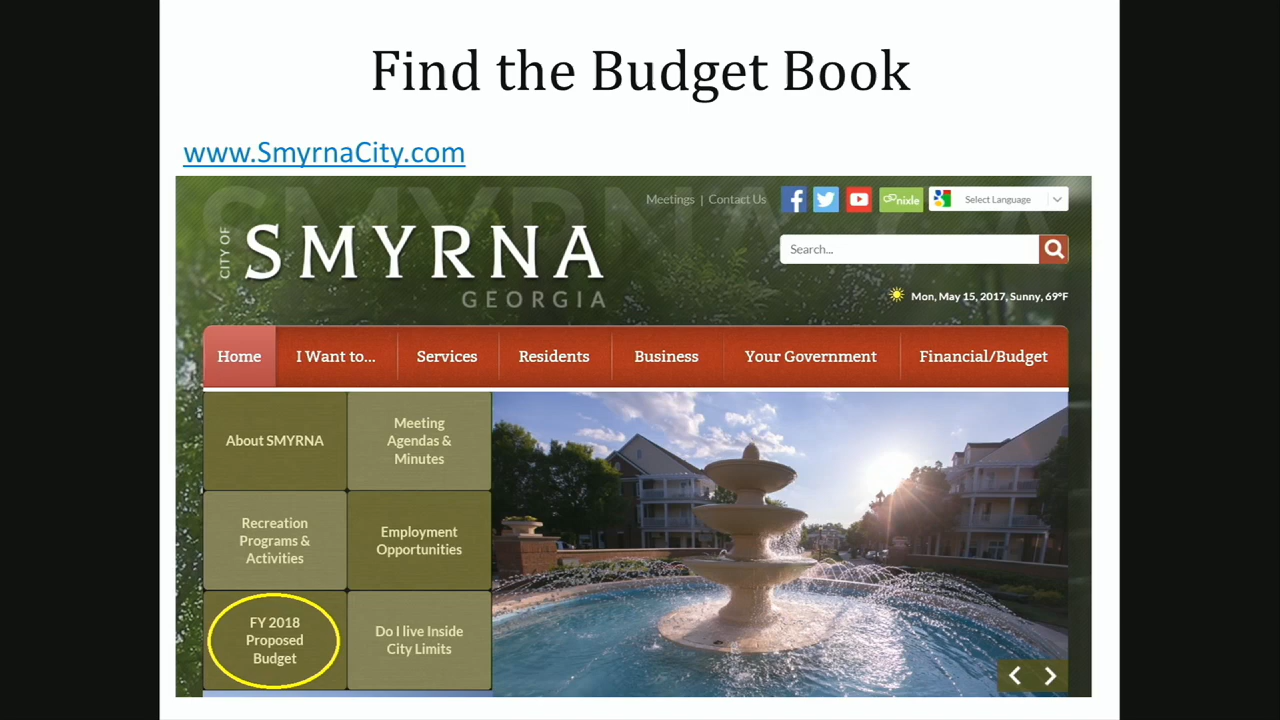 Find the Budget Book
www.SmyrnaCity.com
SMYRNA
Meetings | Contact Us
nixle
Select Language
CITY OF
SMYRNA
GEORGIA
Search...
Mon, May 15, 2017, Sunny, 69°F
Home
I Want to...
Services
Residents
Business
Your Government
Financial/Budget
About SMYRNA
Meeting
Agendas &
Minutes
Recreation
Programs &
Activities
Employment
Opportunities
FY 2018
Proposed
Budget
Do I live Inside
City Limits